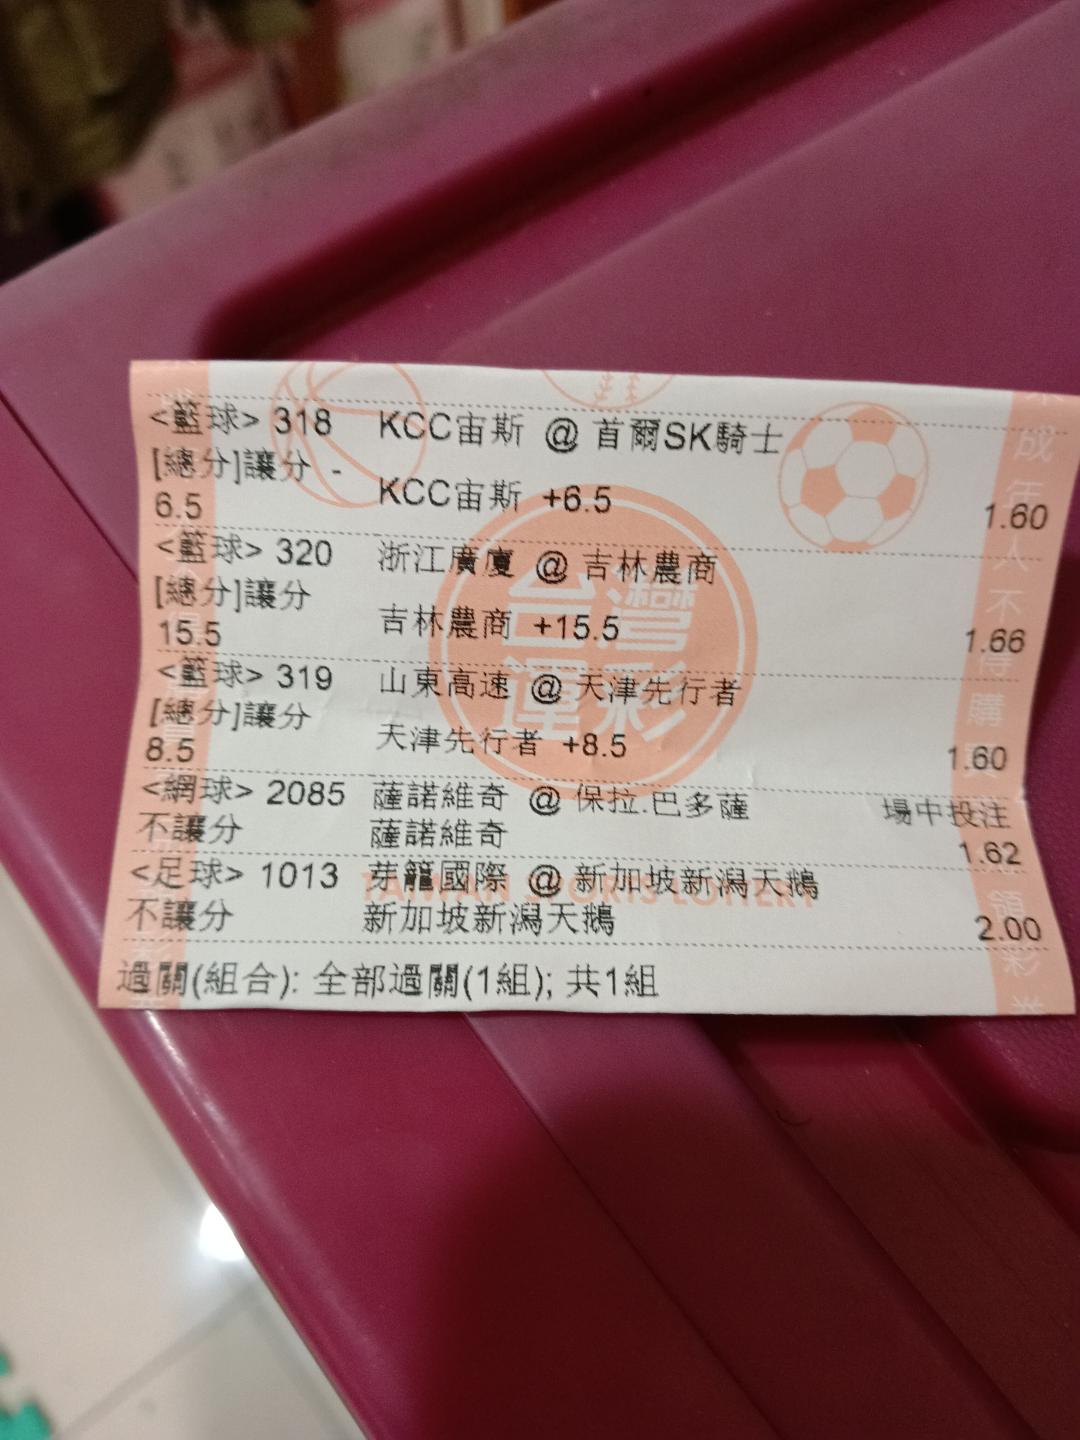 <籃球> 318 KCC宙斯 @ 首爾SK騎士
[總分]讓分 -
6.5 KCC宙斯 +6.5 1.60
<籃球> 320 浙江廣廈 @ 吉林農商
[總分]讓分
15.5 吉林農商 +15.5 1.66
<籃球> 319 山東高速 @ 天津先行者
[總分]讓分
8.5 天津先行者 +8.5 1.60
<網球> 2085 薩諾維奇 @ 保拉.巴多薩 場中投注
不讓分 薩諾維奇 1.62
<足球> 1013 芽籠國際 @ 新加坡新潟天鵝
不讓分 新加坡新潟天鵝 2.00
過關(組合): 全部過關(1組); 共1組
台灣
運彩
TAIWAN SPORTS LOTTERY